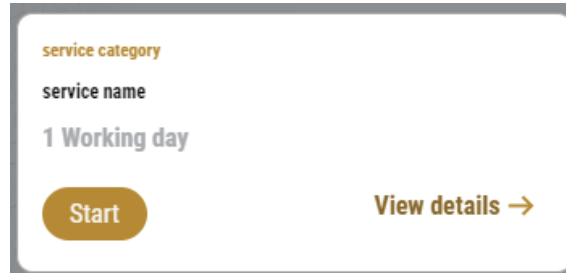 service category
service name
1 Working day
Start
View details →